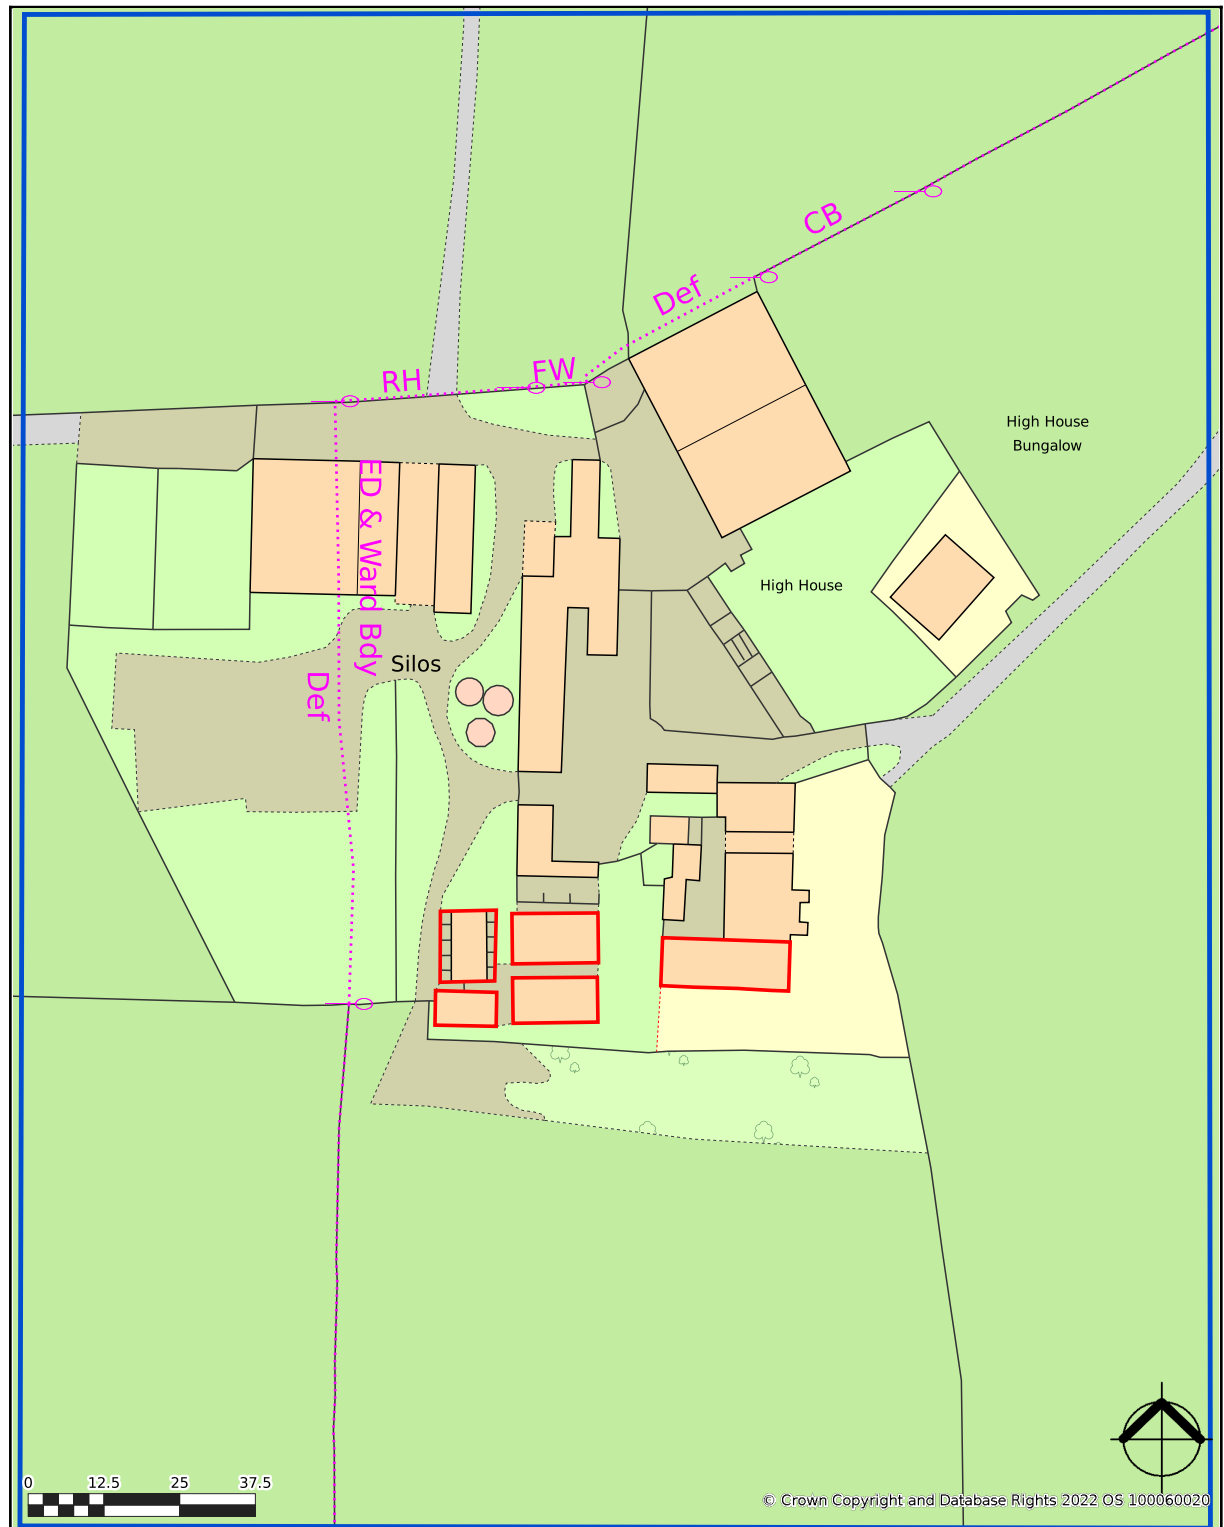 CB
Def
FW
RH
High House
Bungalow
ED & Ward Bdy
High House
Silos
Def
0 12.5 25 37.5
© Crown Copyright and Database Rights 2022 OS 100060020